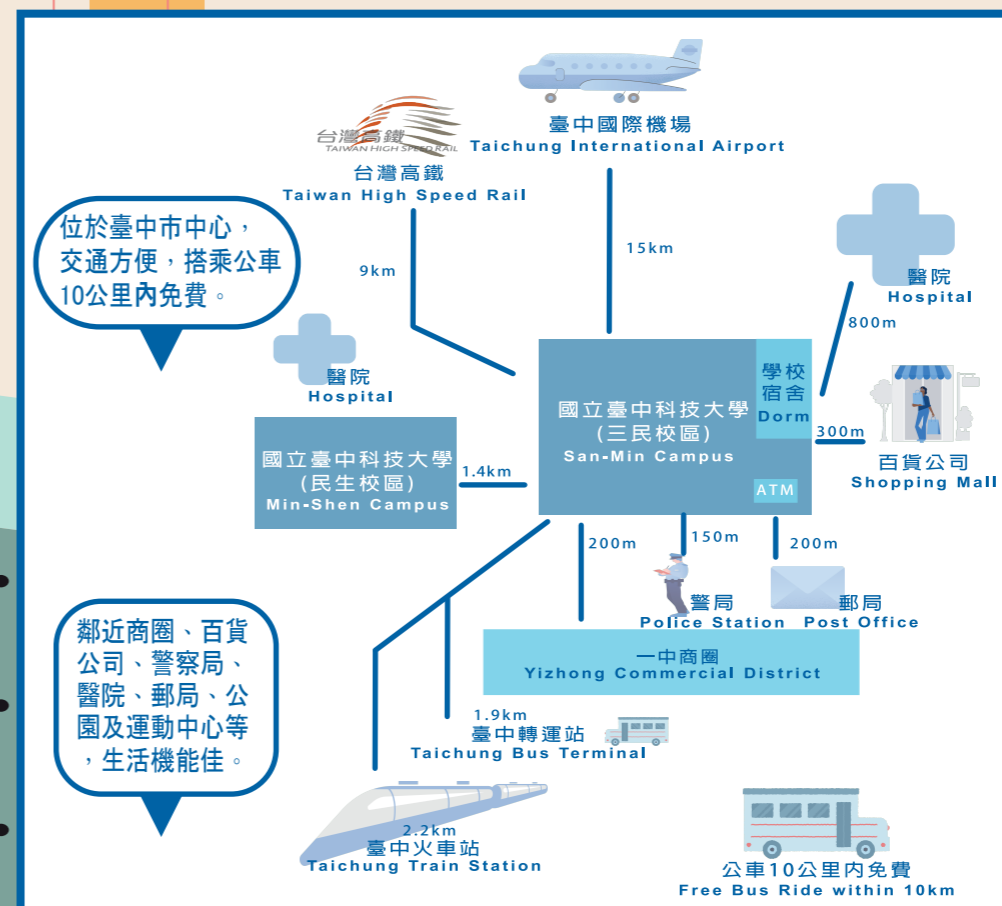 臺中國際機場
Taichung International Airport
台灣高鐵
TAIWAN HIGH SPEED RAIL
台灣高鐵
Taiwan High Speed Rail
位於臺中市中心，
交通方便，搭乘公車
10公里內免費。
9km
15km
醫院
Hospital
800m
醫院
Hospital
國立臺中科技大學
(三民校區)
San-Min Campus
學校
宿舍
Dorm
ATM
300m
百貨公司
Shopping Mall
國立臺中科技大學
(民生校區)
Min-Shen Campus
1.4km
200m
150m
200m
警局
Police Station
郵局
Post Office
一中商圈
Yizhong Commercial District
鄰近商圈、百貨
公司、警察局、
醫院、郵局、公
園及運動中心等
，生活機能佳。
1.9km
臺中轉運站
Taichung Bus Terminal
2.2km
臺中火車站
Taichung Train Station
公車10公里內免費
Free Bus Ride within 10km